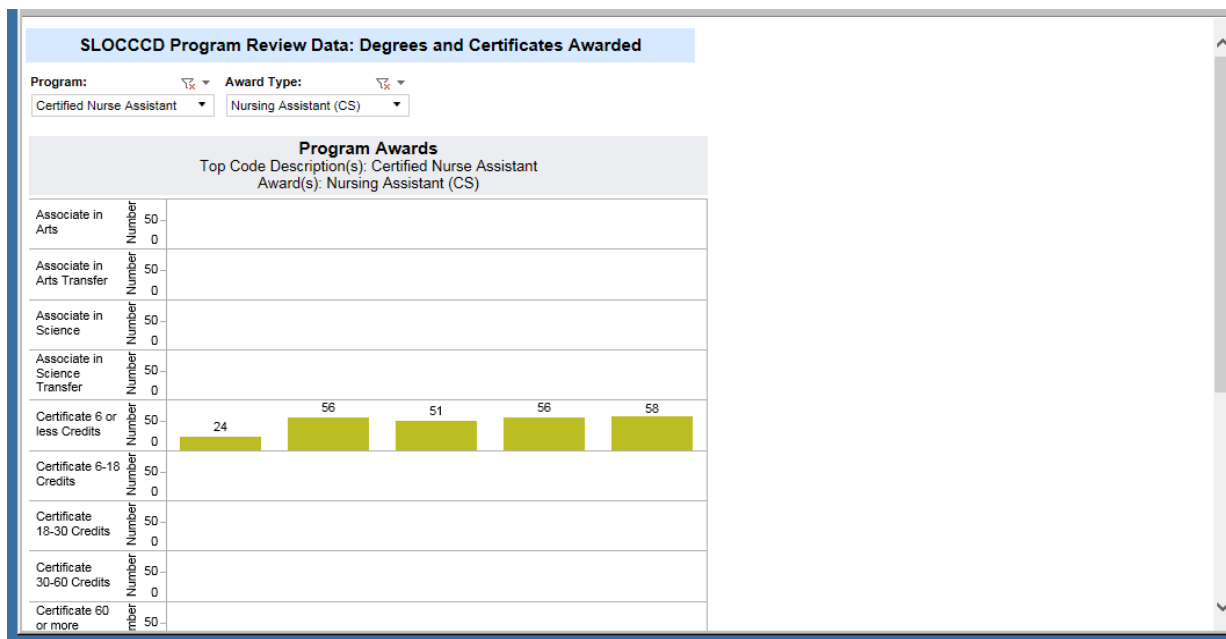 SLOCCCD Program Review Data: Degrees and Certificates Awarded
Program:
Award Type:
Certified Nurse Assistant
Nursing Assistant (CS)
Program Awards
Top Code Description(s): Certified Nurse Assistant
Award(s): Nursing Assistant (CS)
Associate in
Arts
Number
50
0
Associate in
Arts Transfer
Number
50
0
Associate in
Science
Number
50
0
Associate in
Science
Transfer
Number
50
0
Certificate 6 or
less Credits
Number
50
0
24
56
51
56
58
Certificate 6-18
Credits
Number
50
0
Certificate
18-30 Credits
Number
50
0
Certificate
30-60 Credits
Number
50
0
Certificate 60
or more
mber
50